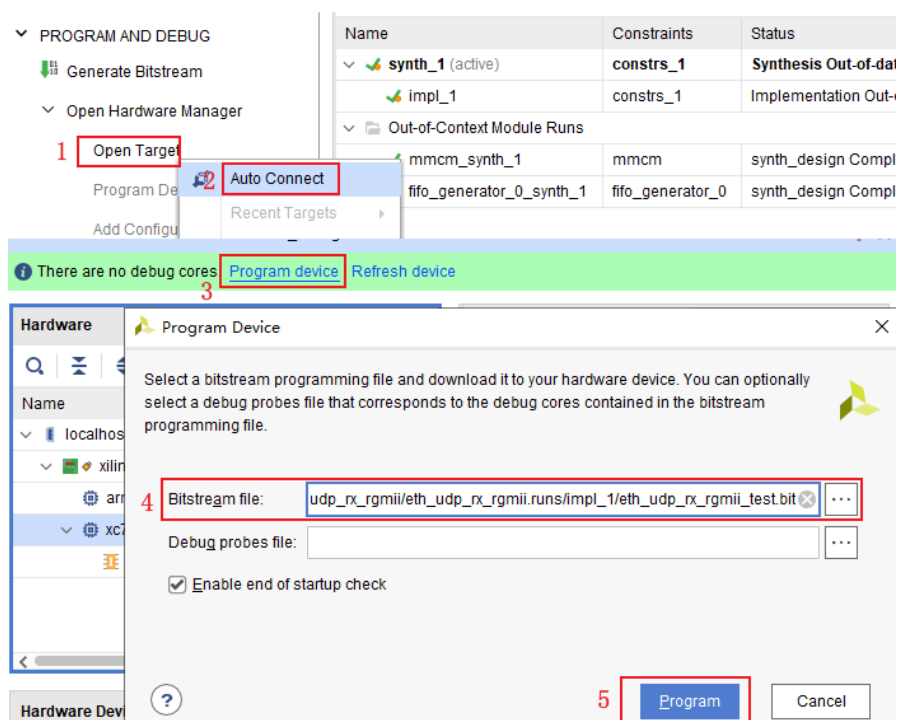 PROGRAM AND DEBUG
Generate Bitstream
Open Hardware Manager
1 Open Target
2 Auto Connect
Program De
Recent Targets
Add Configu
Name Constraints Status
synth_1 (active) constrs_1 Synthesis Out-of-dat
impl_1 constrs_1 Implementation Out-
Out-of-Context Module Runs
mmcm_synth_1 mmcm synth_design Compl
fifo_generator_0_synth_1 fifo_generator_0 synth_design Compl
There are no debug cores Program device Refresh device
3
Hardware
Name
localhos
xilin
arr
xc7
Program Device
Select a bitstream programming file and download it to your hardware device. You can optionally
select a debug probes file that corresponds to the debug cores contained in the bitstream
programming file.
4 Bitstream file: udp_rx_rgmii/eth_udp_rx_rgmii.runs/impl_1/eth_udp_rx_rgmii_test.bit ...
Debug probes file: ...
Enable end of startup check
? 5 Program Cancel
Hardware Devi